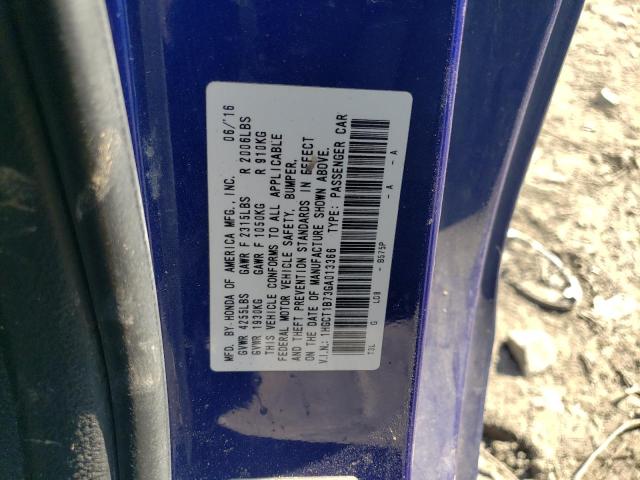 MFD. BY-HONDA OF AMERICA MFG., INC. 06/'16
GVWR 4255LBS GAWR F 2315LBS R 2006LBS
GVWR 1930KG GAWR F 1050KG R 910KG
THIS VEHICLE CONFORMS TO ALL APPLICABLE
FEDERAL MOTOR VEHICLE SAFETY, BUMPER,
AND THEFT PREVENTION STANDARDS IN EFFECT
ON THE DATE OF MANUFACTURE SHOWN ABOVE.
V.I.N.: 1HGCT1B73GA013366 TYPE: PASSENGER CAR
T3L G LDB - B575P - A - A